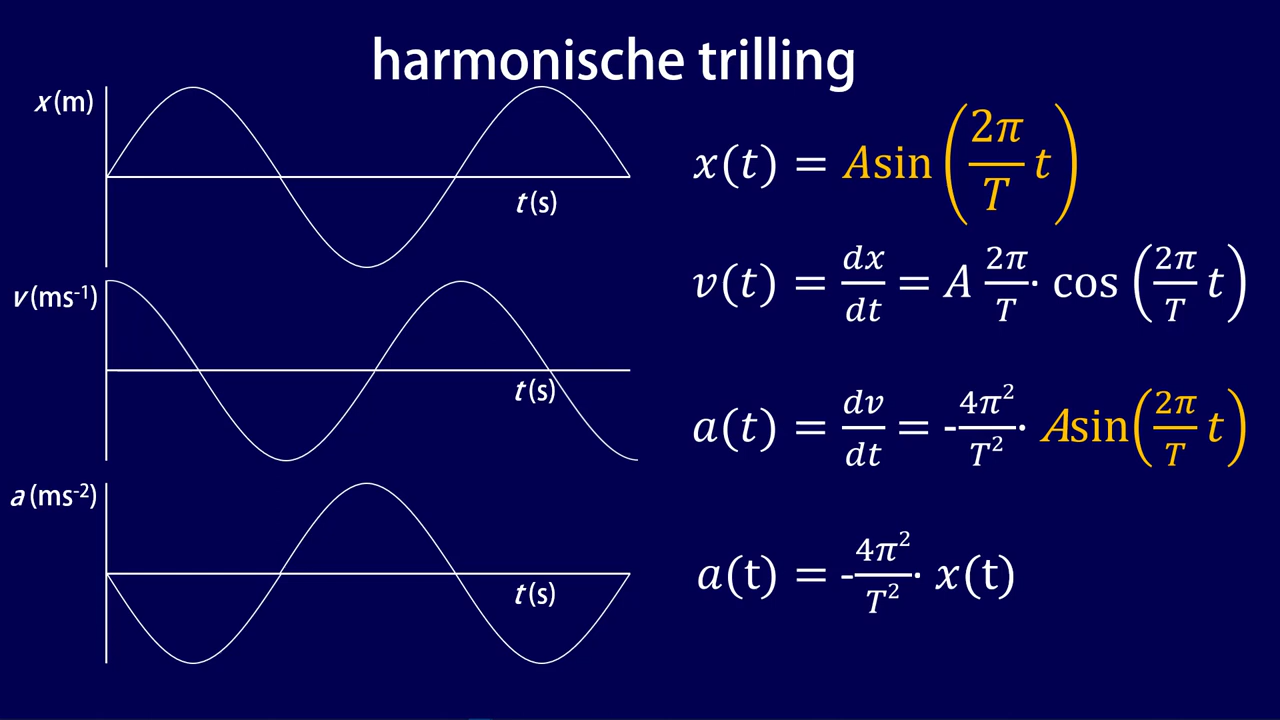 harmonische trilling
x (m)
t (s)
v (ms⁻¹)
t (s)
a (ms⁻²)
t (s)
x(t) = Asin(2π/T t)
v(t) = dx/dt = A 2π/T · cos (2π/T t)
a(t) = dv/dt = -4π²/T² · Asin(2π/T t)
a(t) = -4π²/T² · x(t)